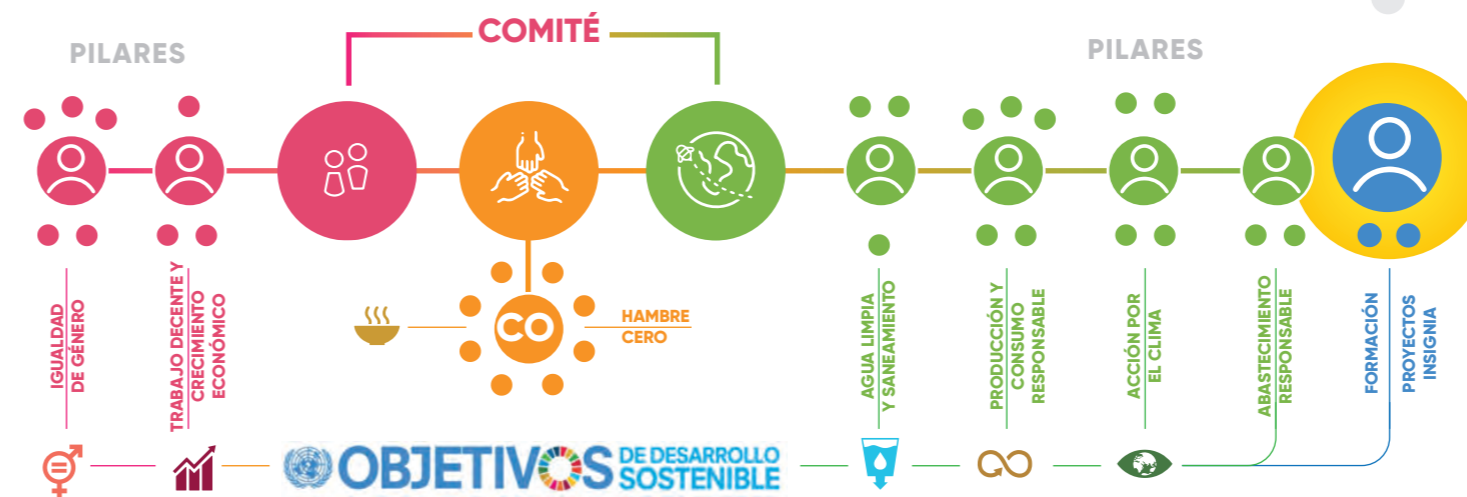 COMITÉ
PILARES
PILARES
CO
HAMBRE
CERO
IGUALDAD
DE GÉNERO
TRABAJO DECENTE Y
CRECIMIENTO
ECONÓMICO
AGUA LIMPIA
Y SANEAMIENTO
PRODUCCIÓN Y
CONSUMO
RESPONSABLE
ACCIÓN POR
EL CLIMA
ABASTECIMIENTO
RESPONSABLE
FORMACIÓN
PROYECTOS
INSIGNIA
OBJETIVOS DE DESARROLLO
SOSTENIBLE